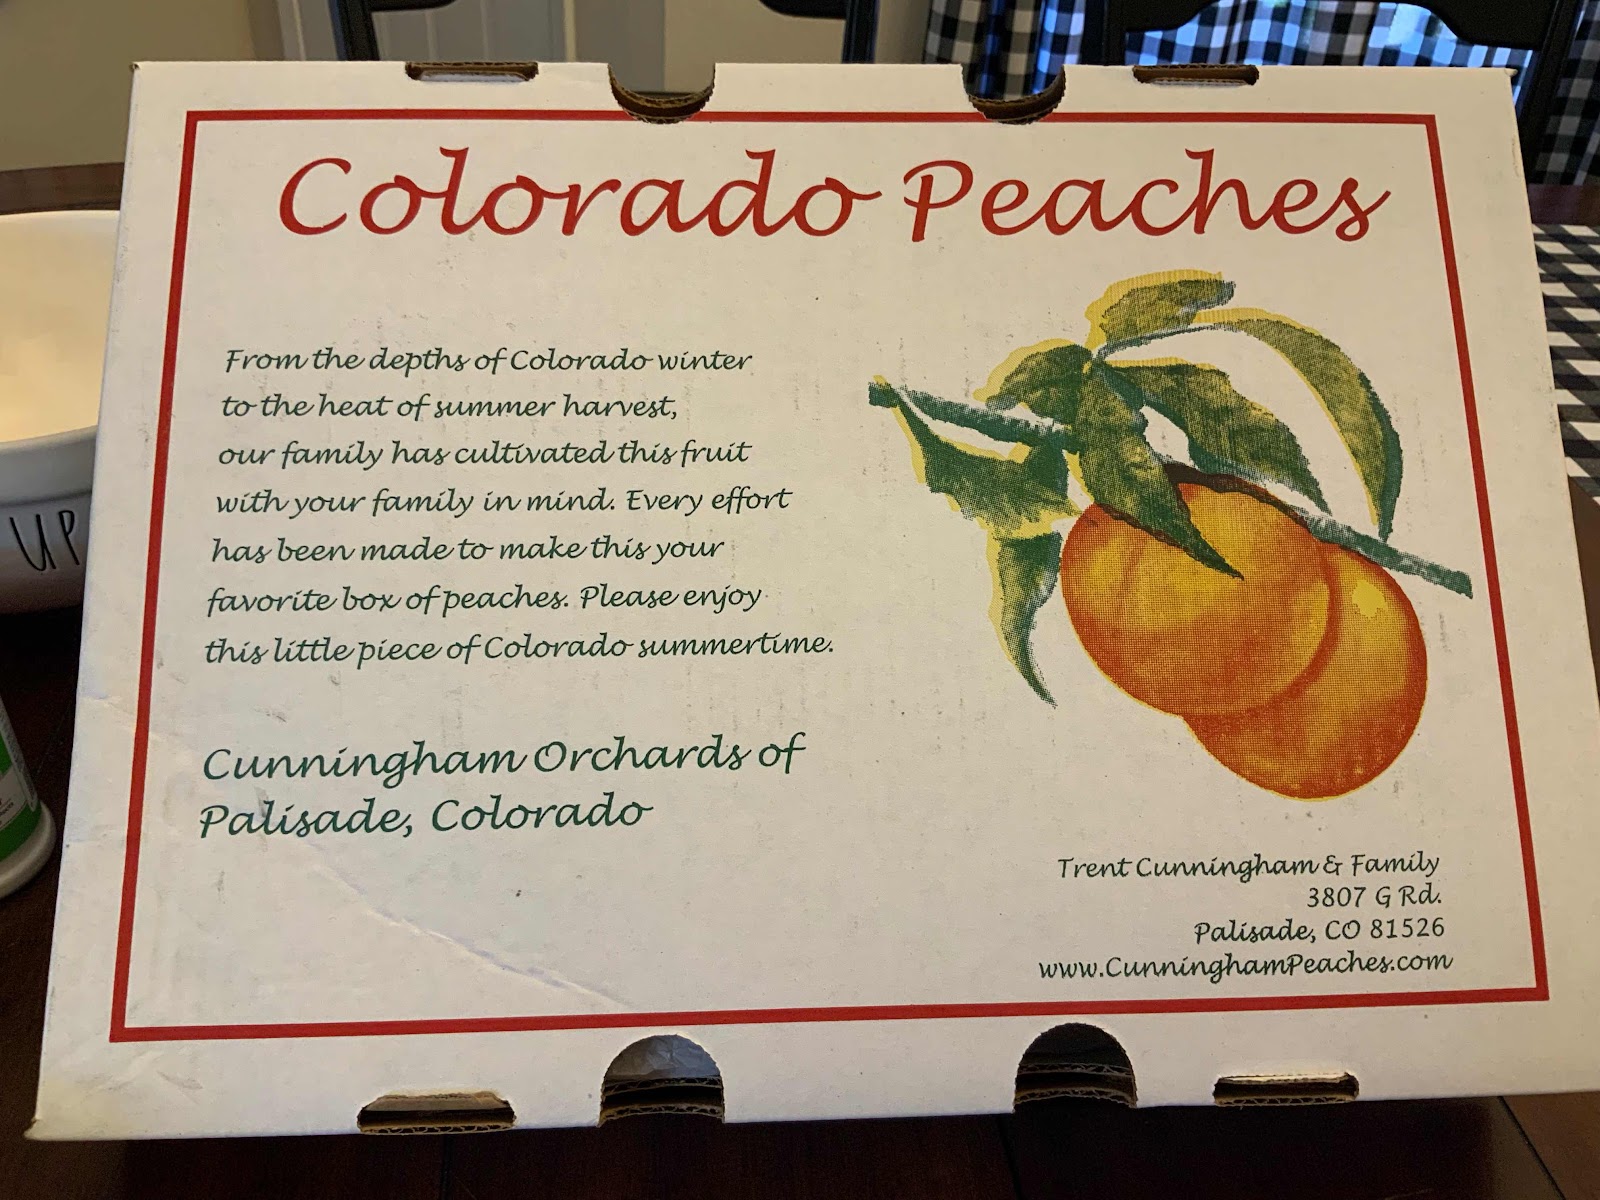 Colorado Peaches
From the depths of Colorado winter
to the heat of summer harvest,
our family has cultivated this fruit
with your family in mind. Every effort
has been made to make this your
favorite box of peaches. Please enjoy
this little piece of Colorado summertime.
Cunningham Orchards of
Palisade, Colorado
Trent Cunningham & Family
3807 G Rd.
Palisade, CO 81526
www.CunninghamPeaches.com
UP